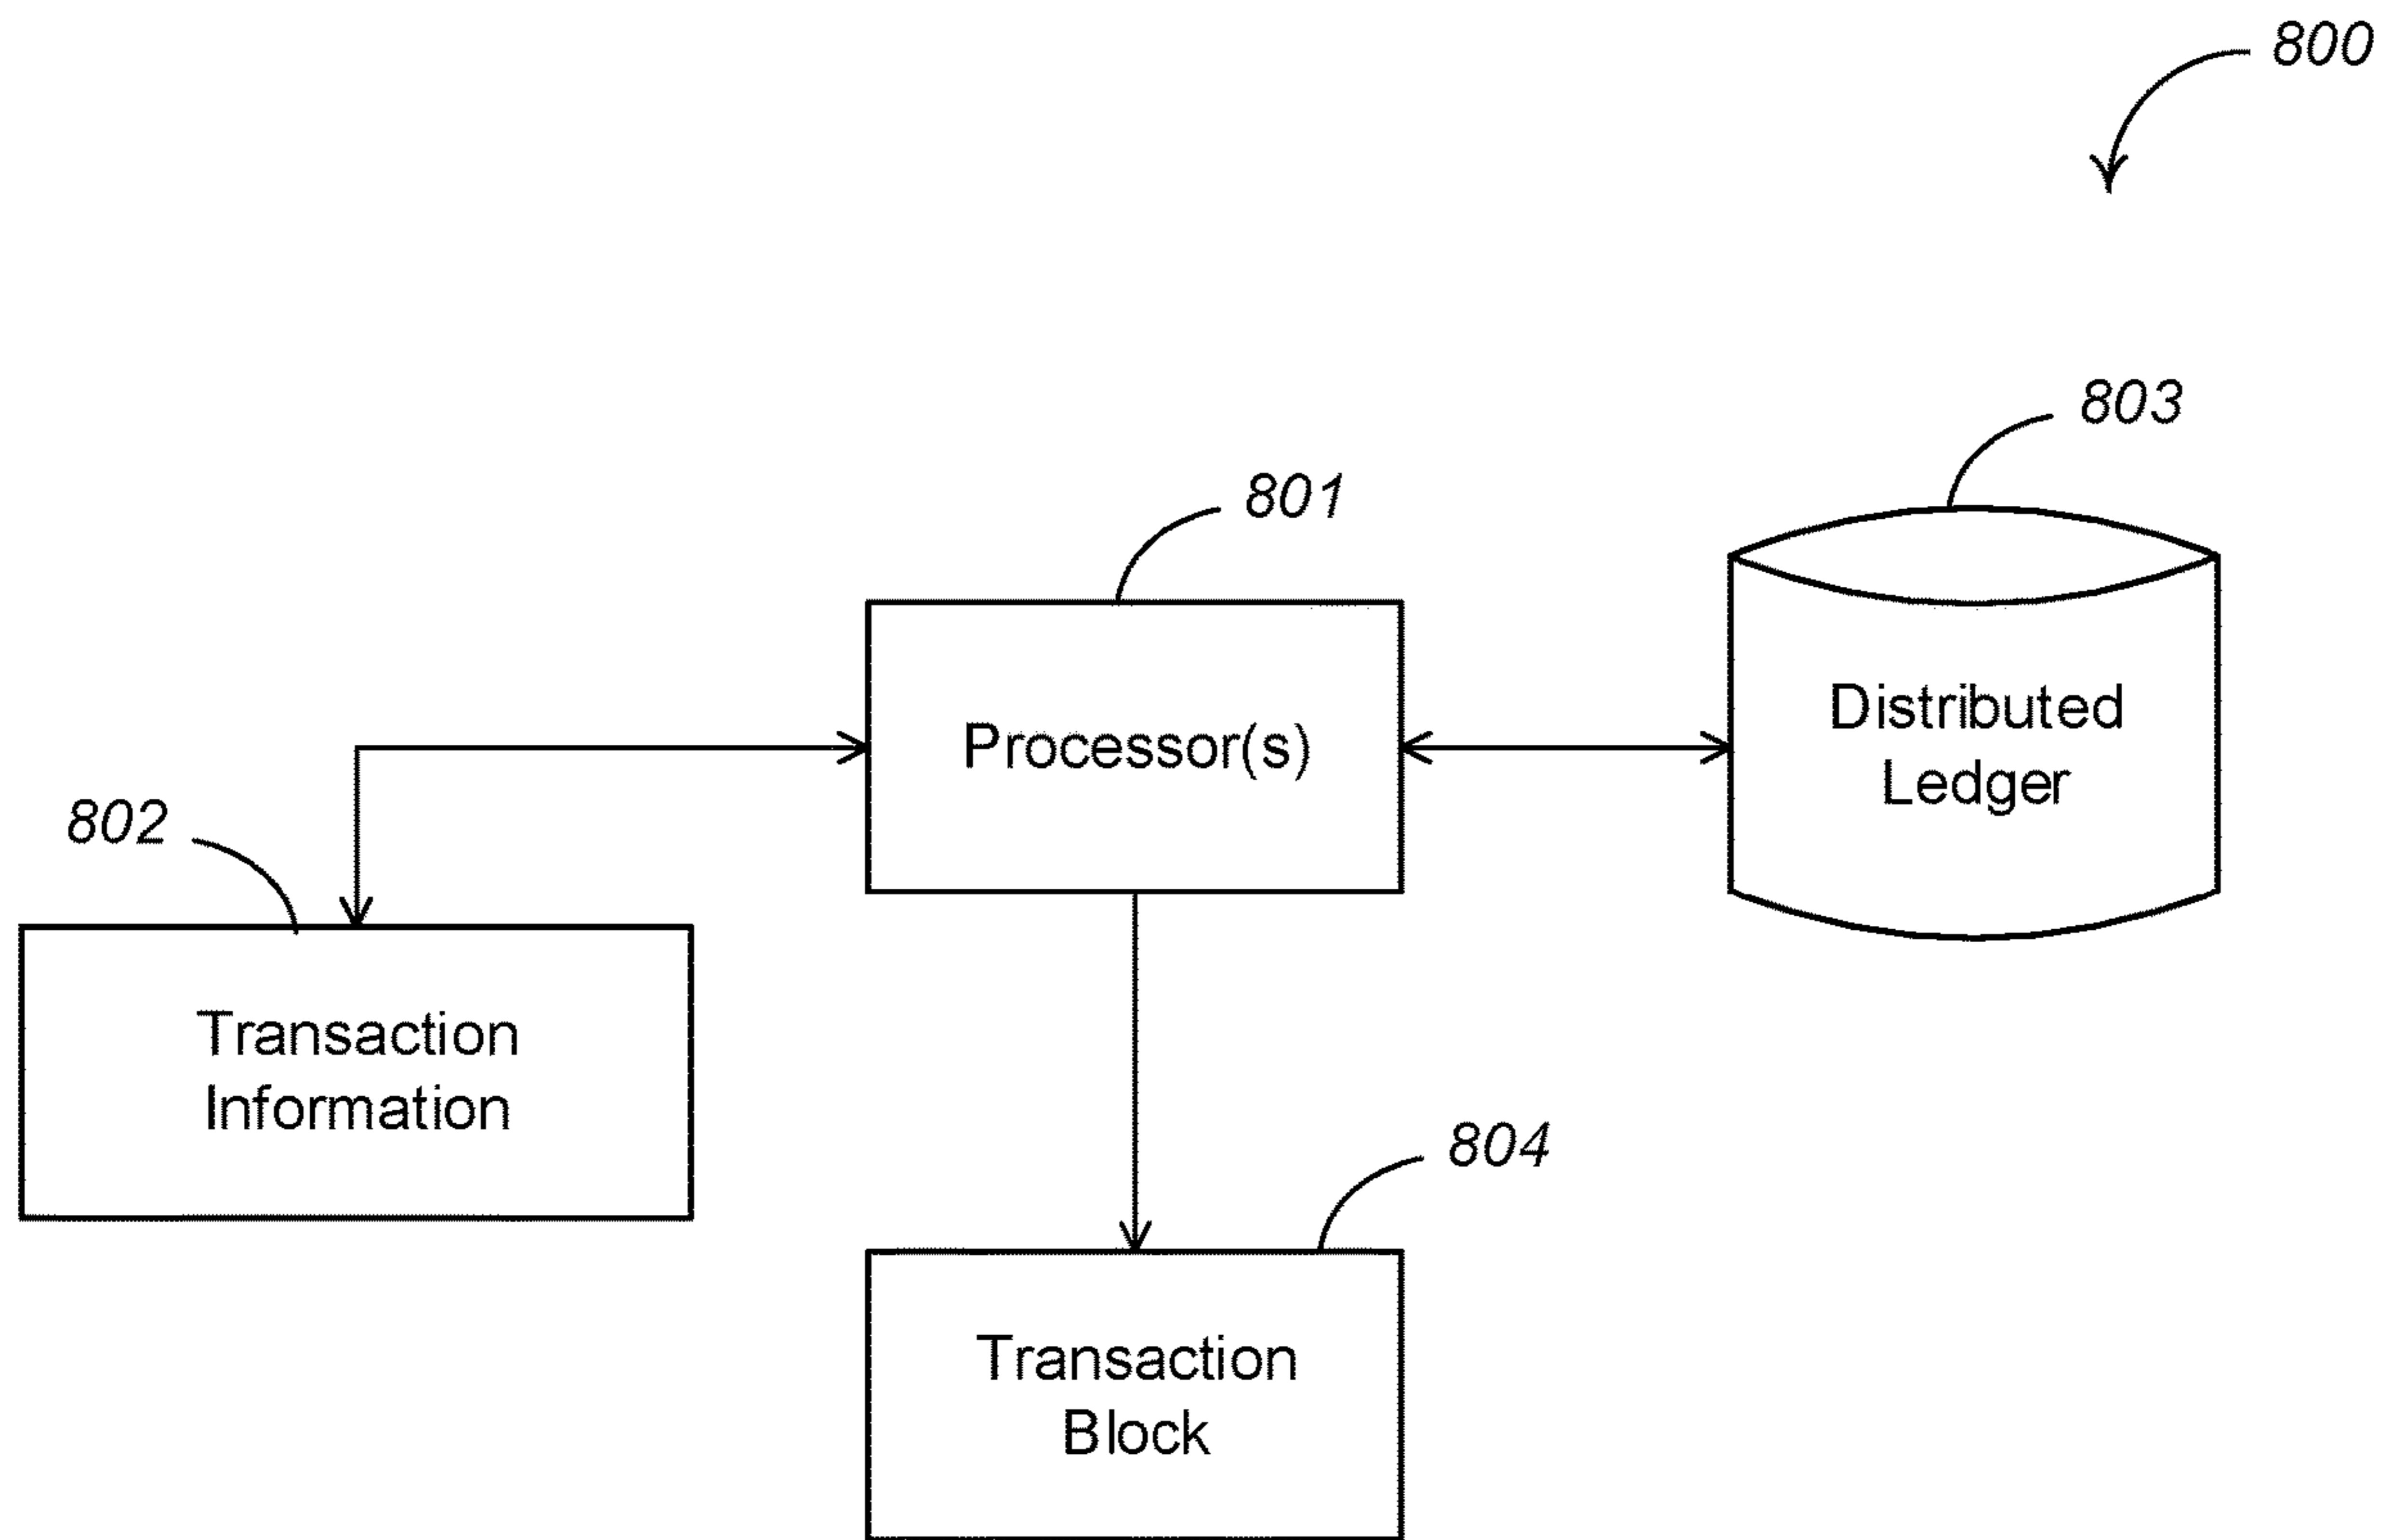 800
803
801
Processor(s)
Distributed
Ledger
802
Transaction
Information
804
Transaction
Block